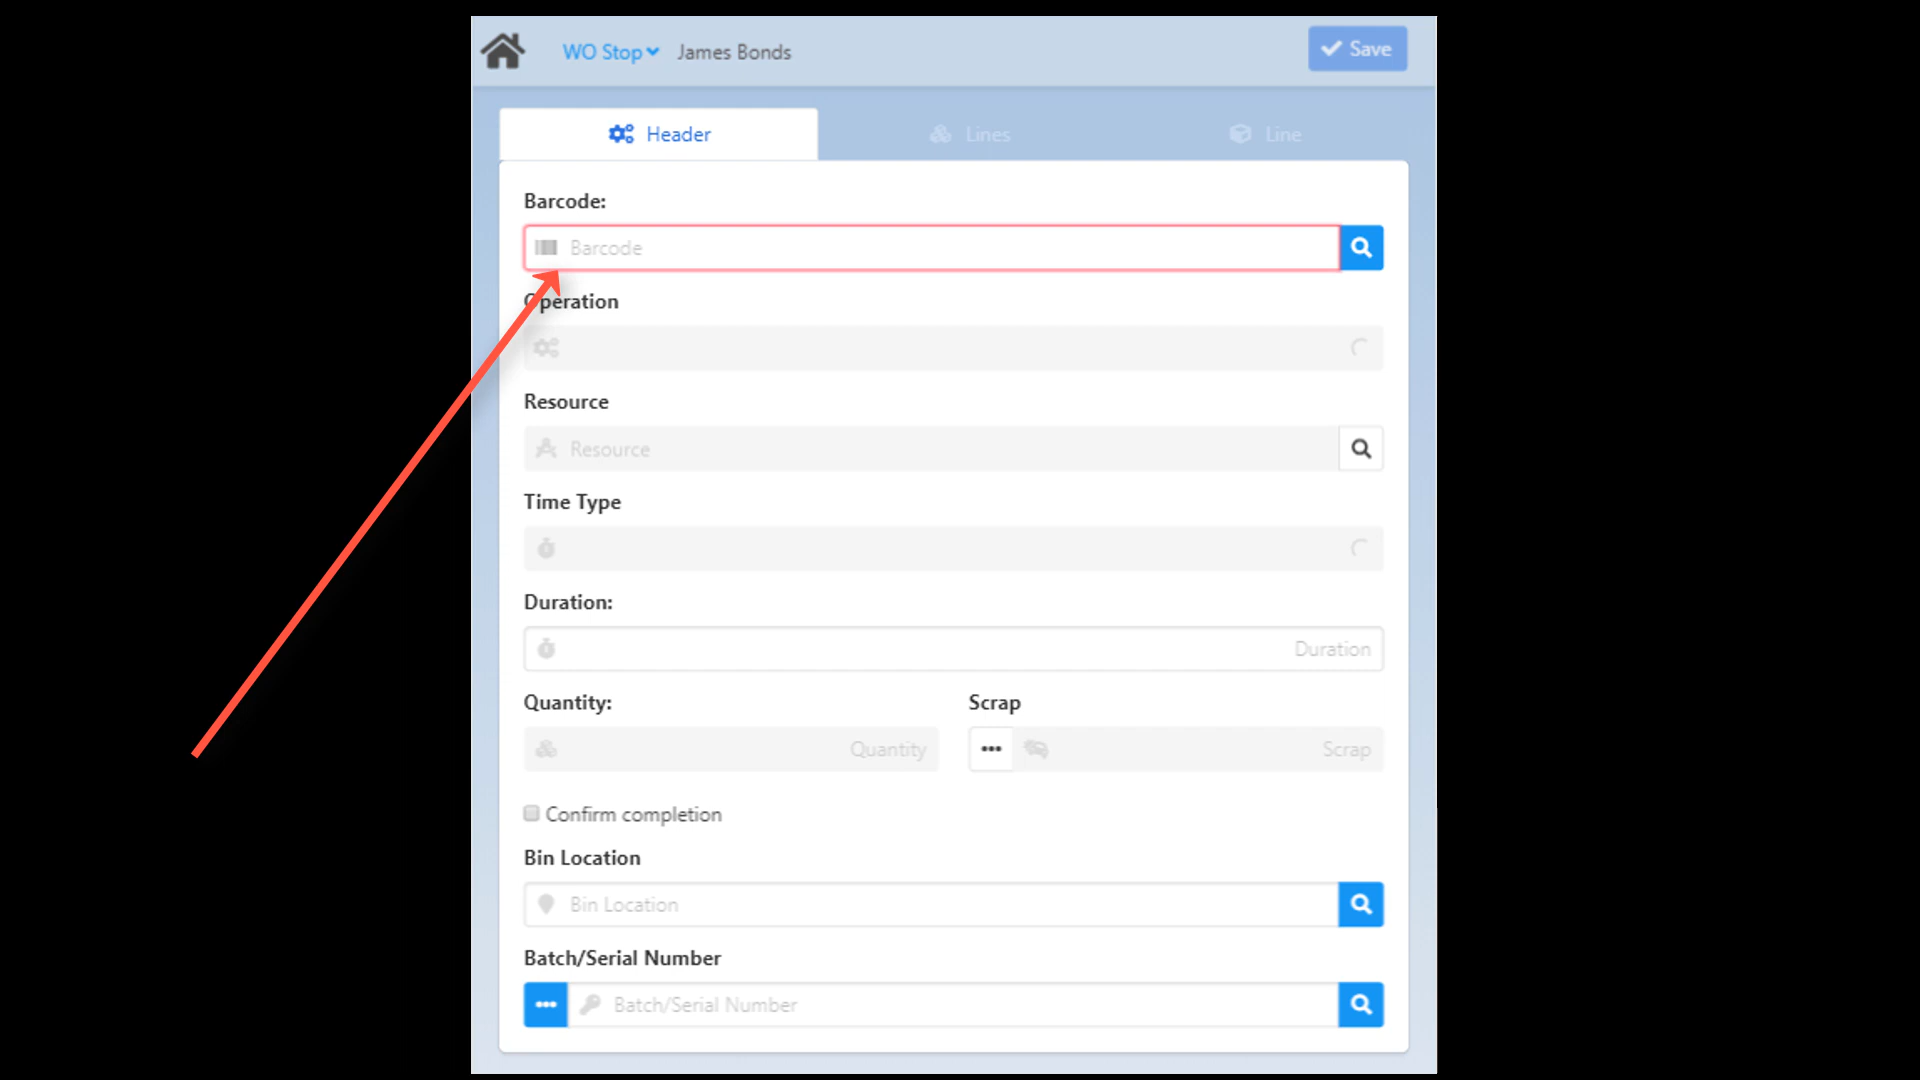 WO Stop James Bonds Save
Header Lines Line
Barcode:
Barcode
Operation
Resource
Resource
Time Type
Duration:
Duration
Quantity: Scrap
Quantity Scrap
Confirm completion
Bin Location
Bin Location
Batch/Serial Number
Batch/Serial Number